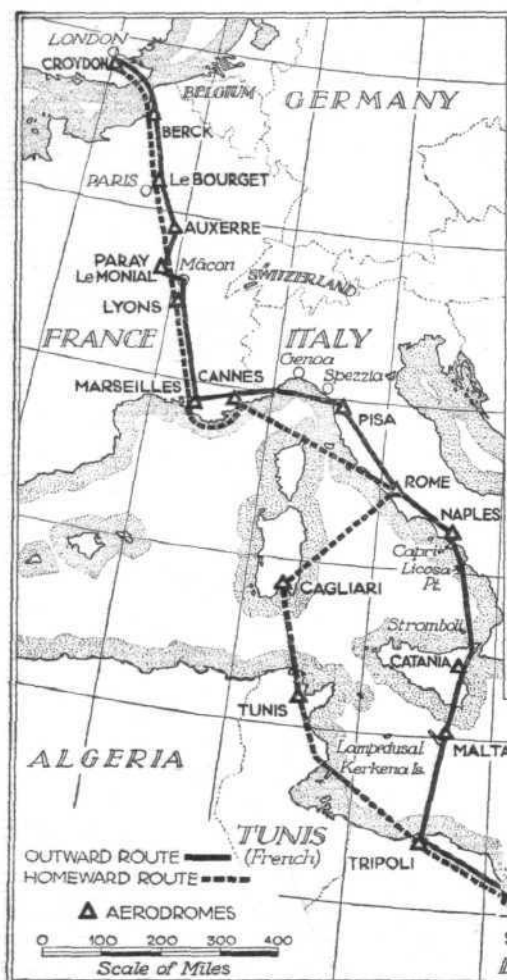 LONDON
CROYDON
BELGIUM
GERMANY
BERCK
PARIS
Le BOURGET
AUXERRE
PARAY
Le MONIAL
Mâcon
SWITZERLAND
LYONS
FRANCE
ITALY
Genoa
Spezzia
CANNES
MARSEILLES
PISA
ROME
NAPLES
Capri
Licosa
Pt.
CAGLIARI
Stromboli
CATANIA
TUNIS
MALTA
Lampedusa
Kerkena Is.
ALGERIA
TUNIS
(French)
TRIPOLI
OUTWARD ROUTE
HOMEWARD ROUTE
AERODROMES
0 100 200 300 400
Scale of Miles